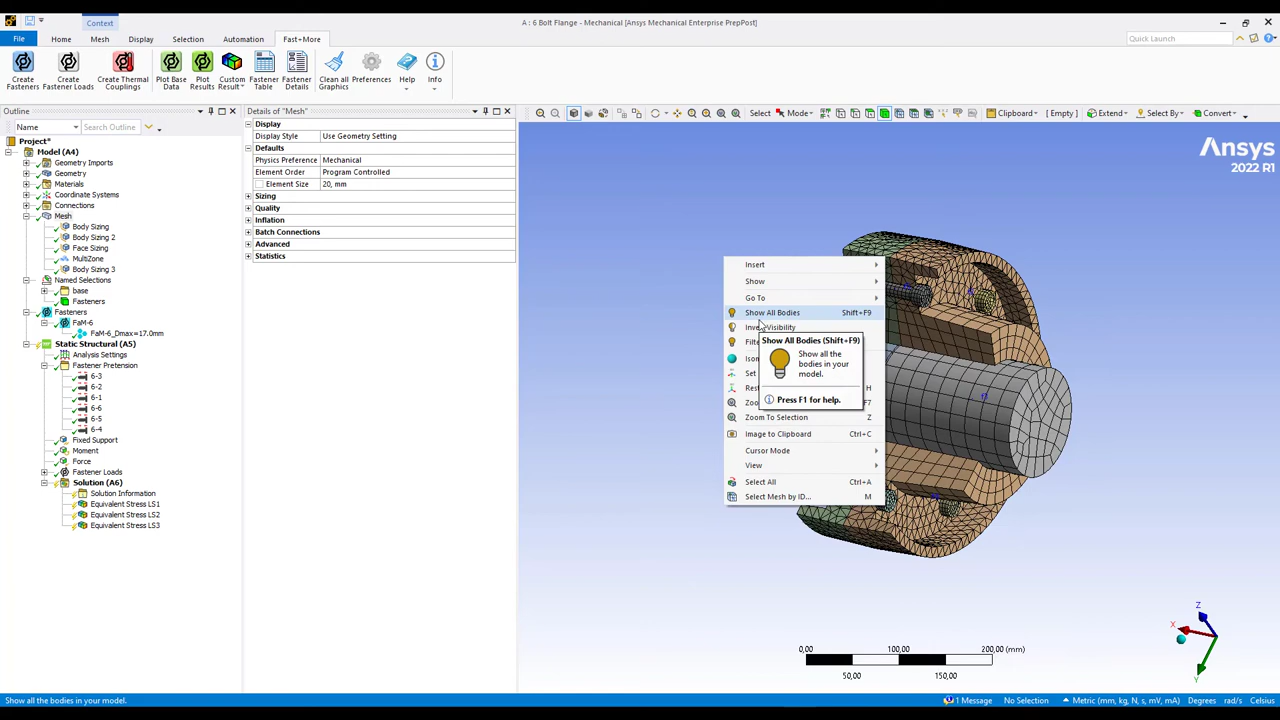 A : 6 Bolt Flange - Mechanical [Ansys Mechanical Enterprise PrepPost]
Context
File
Home
Mesh
Display
Selection
Automation
Fast+More
Quick Launch
Create Fasteners
Create Fastener Loads
Create Thermal Couplings
Plot Base Data
Plot Results
Custom Result
Fastener Table
Fastener Details
Clean all Graphics
Preferences
Help
Info
Outline
Name
Search Outline
Project*
Model (A4)
Geometry Imports
Geometry
Materials
Coordinate Systems
Connections
Mesh
Body Sizing
Body Sizing 2
Face Sizing
MultiZone
Body Sizing 3
Named Selections
base
Fasteners
Fasteners
FaM-6
FaM-6_Dmax=17.0mm
Static Structural (A5)
Analysis Settings
Fastener Pretension
6-3
6-2
6-1
6-6
6-5
6-4
Fixed Support
Moment
Force
Fastener Loads
Solution (A6)
Solution Information
Equivalent Stress LS1
Equivalent Stress LS2
Equivalent Stress LS3
Details of "Mesh"
Display
Display Style Use Geometry Setting
Defaults
Physics Preference Mechanical
Element Order Program Controlled
Element Size 20, mm
Sizing
Quality
Inflation
Batch Connections
Advanced
Statistics
Select Mode
Clipboard [ Empty ] Extend Select By Convert
Ansys
2022 R1
Insert
Show
Go To
Show All Bodies Shift+F9
Invert Visibility
Show All Bodies (Shift+F9)
Show all the
bodies in your
model.
Press F1 for help.
H
F7
Zoom To Selection Z
Image to Clipboard Ctrl+C
Cursor Mode
View
Select All Ctrl+A
Select Mesh by ID... M
0,00 100,00 200,00 (mm)
50,00 150,00
Z
X
Y
Show all the bodies in your model.
1 Message No Selection Metric (mm, kg, N, s, mV, mA) Degrees rad/s Celsius